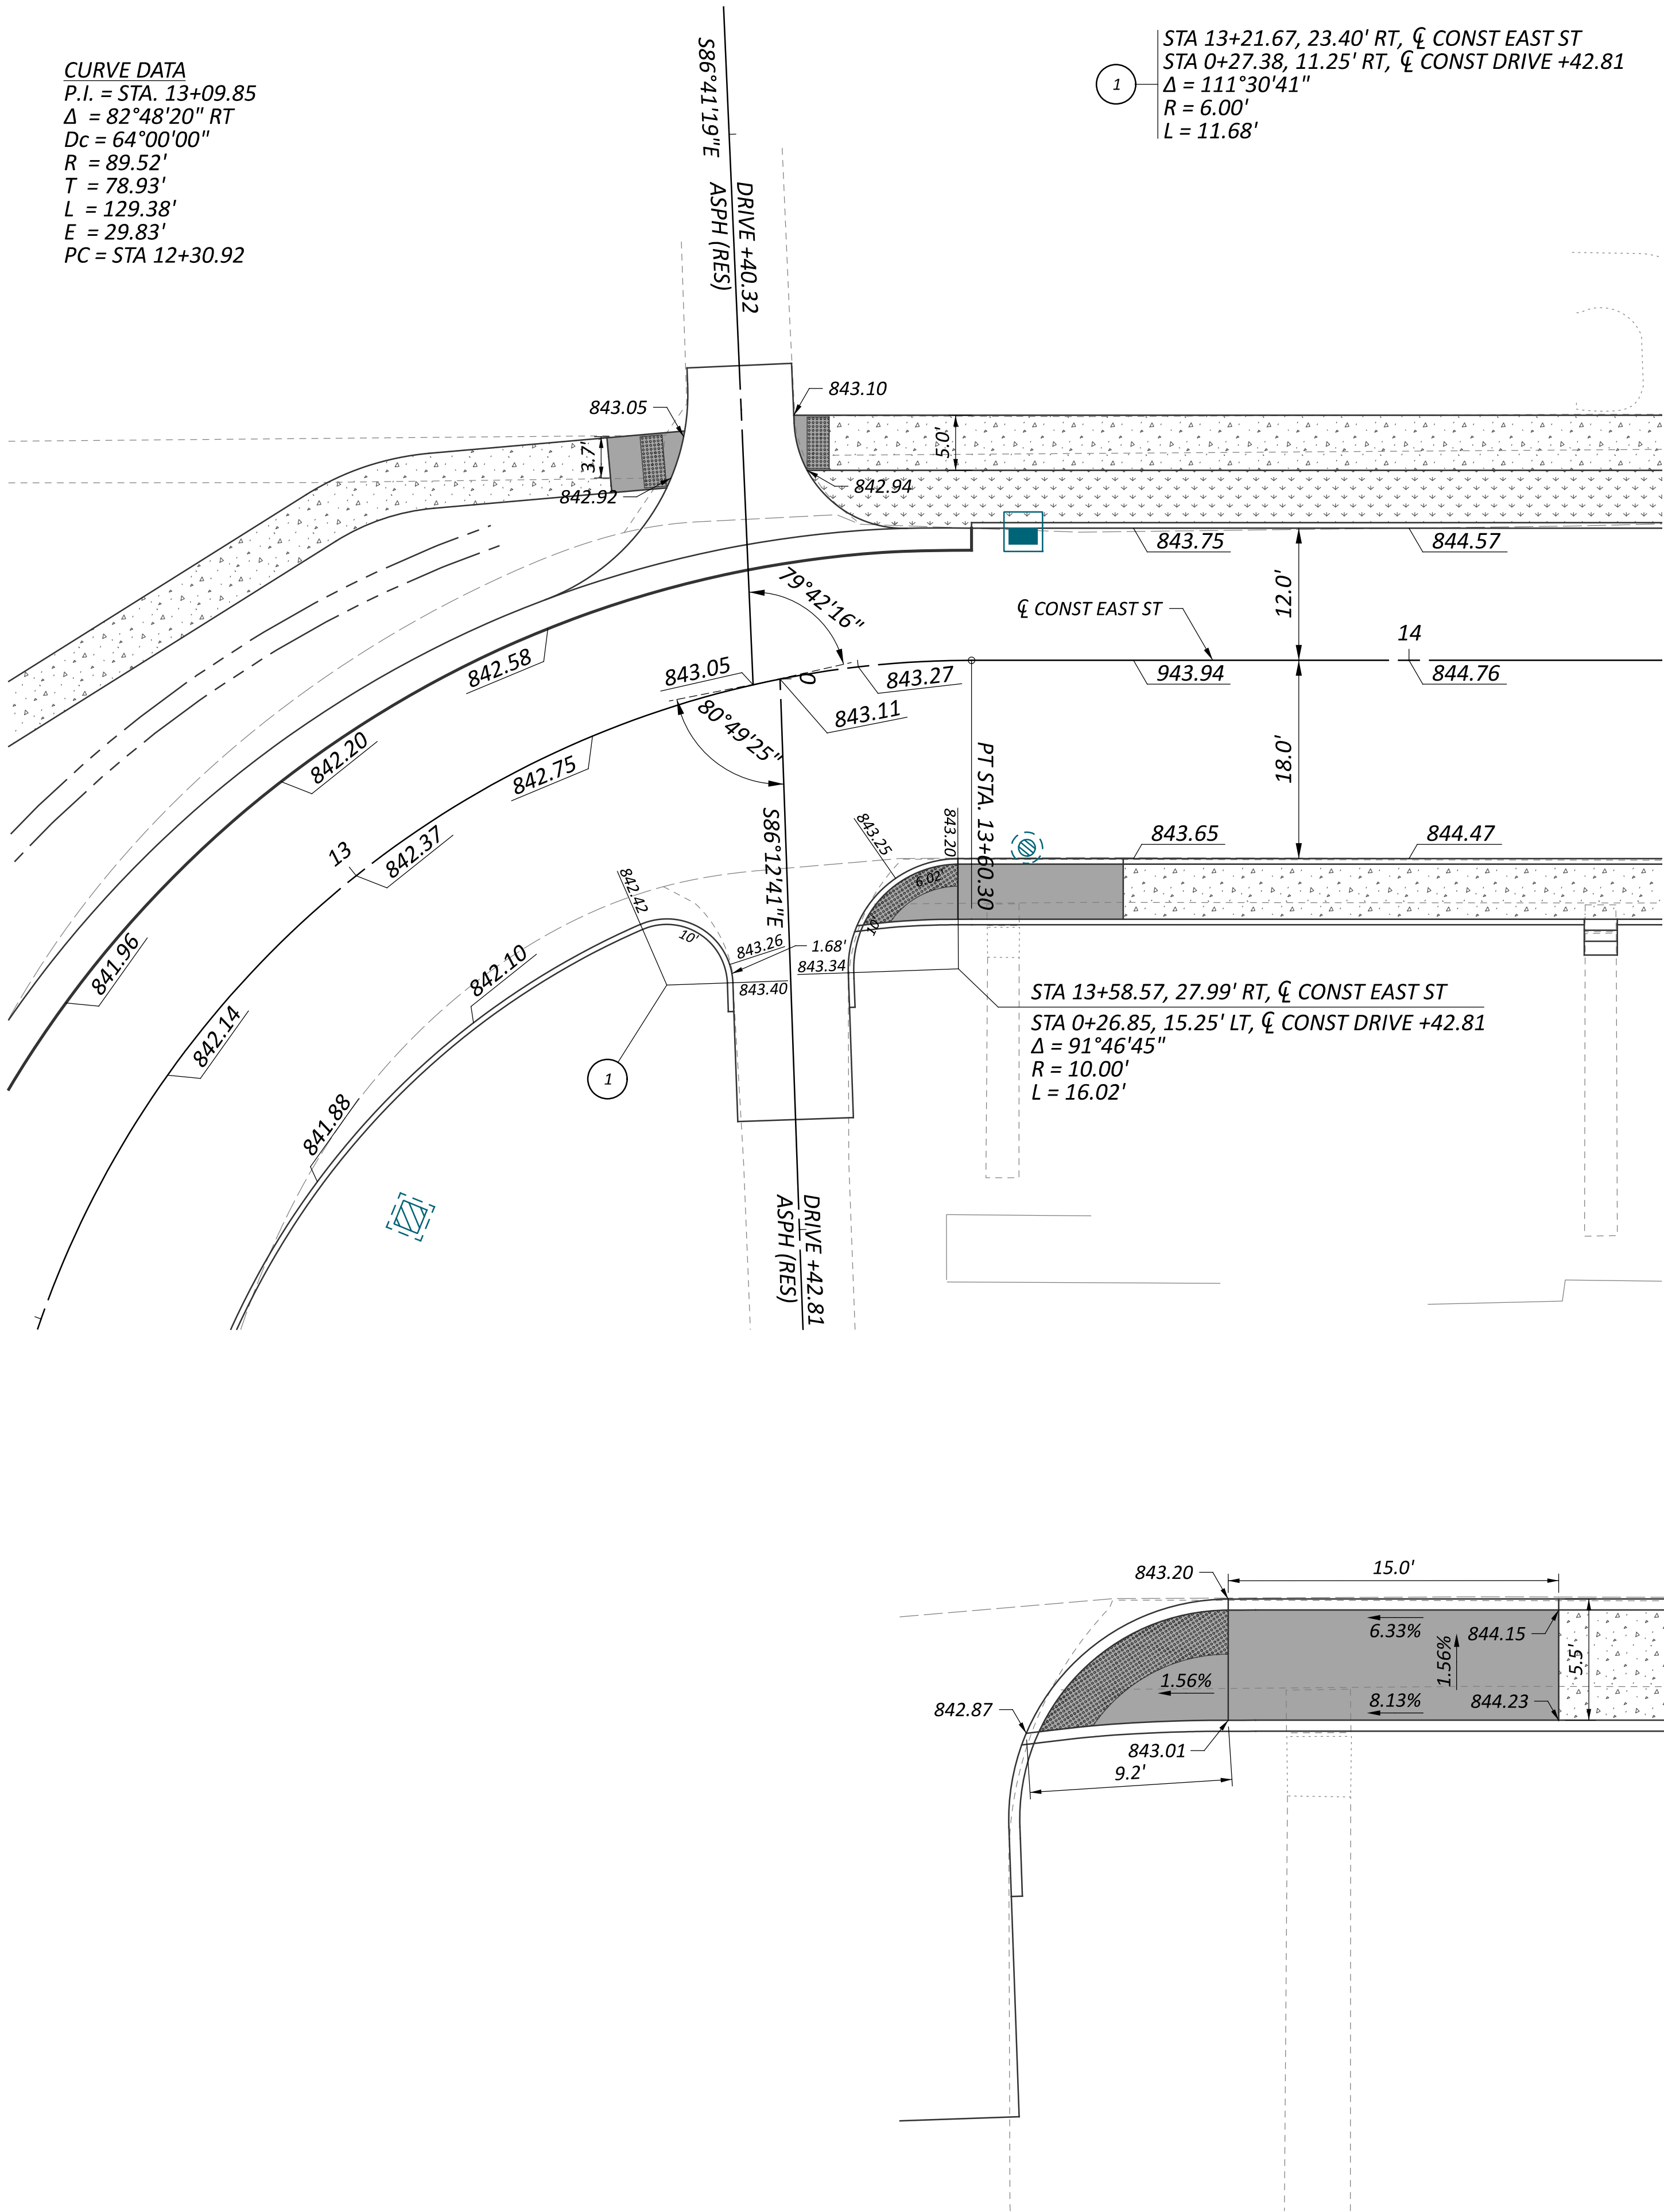 CURVE DATA
P.I. = STA. 13+09.85
Δ = 82°48'20" RT
Dc = 64°00'00"
R = 89.52'
T = 78.93'
L = 129.38'
E = 29.83'
PC = STA 12+30.92
S86°41'19"E
ASPH (RES)
DRIVE +40.32
1
STA 13+21.67, 23.40' RT, ℄ CONST EAST ST
STA 0+27.38, 11.25' RT, ℄ CONST DRIVE +42.81
Δ = 111°30'41"
R = 6.00'
L = 11.68'
843.05
843.10
3.7'
5.0'
842.92
842.94
843.75
844.57
79°42'16"
℄ CONST EAST ST
12.0'
14
842.58
843.05
0
843.27
943.94
844.76
843.11
80°49'25"
842.20
842.75
PT STA. 13+60.30
18.0'
13
842.37
S86°12'41"E
843.25
843.20
843.65
844.47
842.42
6.02'
10'
10'
841.96
842.10
843.26
1.68'
843.34
843.40
842.14
STA 13+58.57, 27.99' RT, ℄ CONST EAST ST
STA 0+26.85, 15.25' LT, ℄ CONST DRIVE +42.81
Δ = 91°46'45"
R = 10.00'
L = 16.02'
1
841.88
DRIVE +42.81
ASPH (RES)
843.20
15.0'
6.33%
844.15
1.56%
5.5'
1.56%
842.87
8.13%
844.23
843.01
9.2'